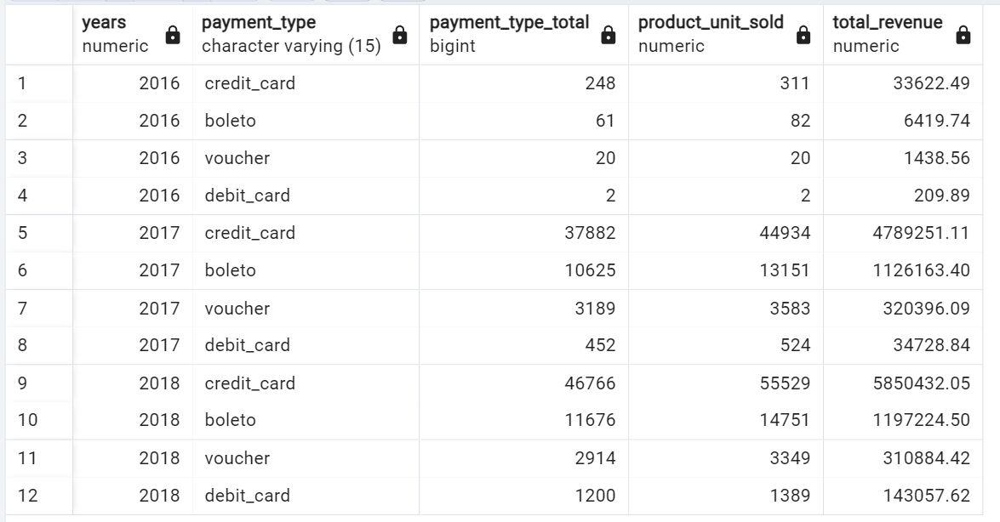 years payment_type payment_type_total product_unit_sold total_revenue
numeric character varying (15) bigint numeric numeric
1 2016 credit_card 248 311 33622.49
2 2016 boleto 61 82 6419.74
3 2016 voucher 20 20 1438.56
4 2016 debit_card 2 2 209.89
5 2017 credit_card 37882 44934 4789251.11
6 2017 boleto 10625 13151 1126163.40
7 2017 voucher 3189 3583 320396.09
8 2017 debit_card 452 524 34728.84
9 2018 credit_card 46766 55529 5850432.05
10 2018 boleto 11676 14751 1197224.50
11 2018 voucher 2914 3349 310884.42
12 2018 debit_card 1200 1389 143057.62